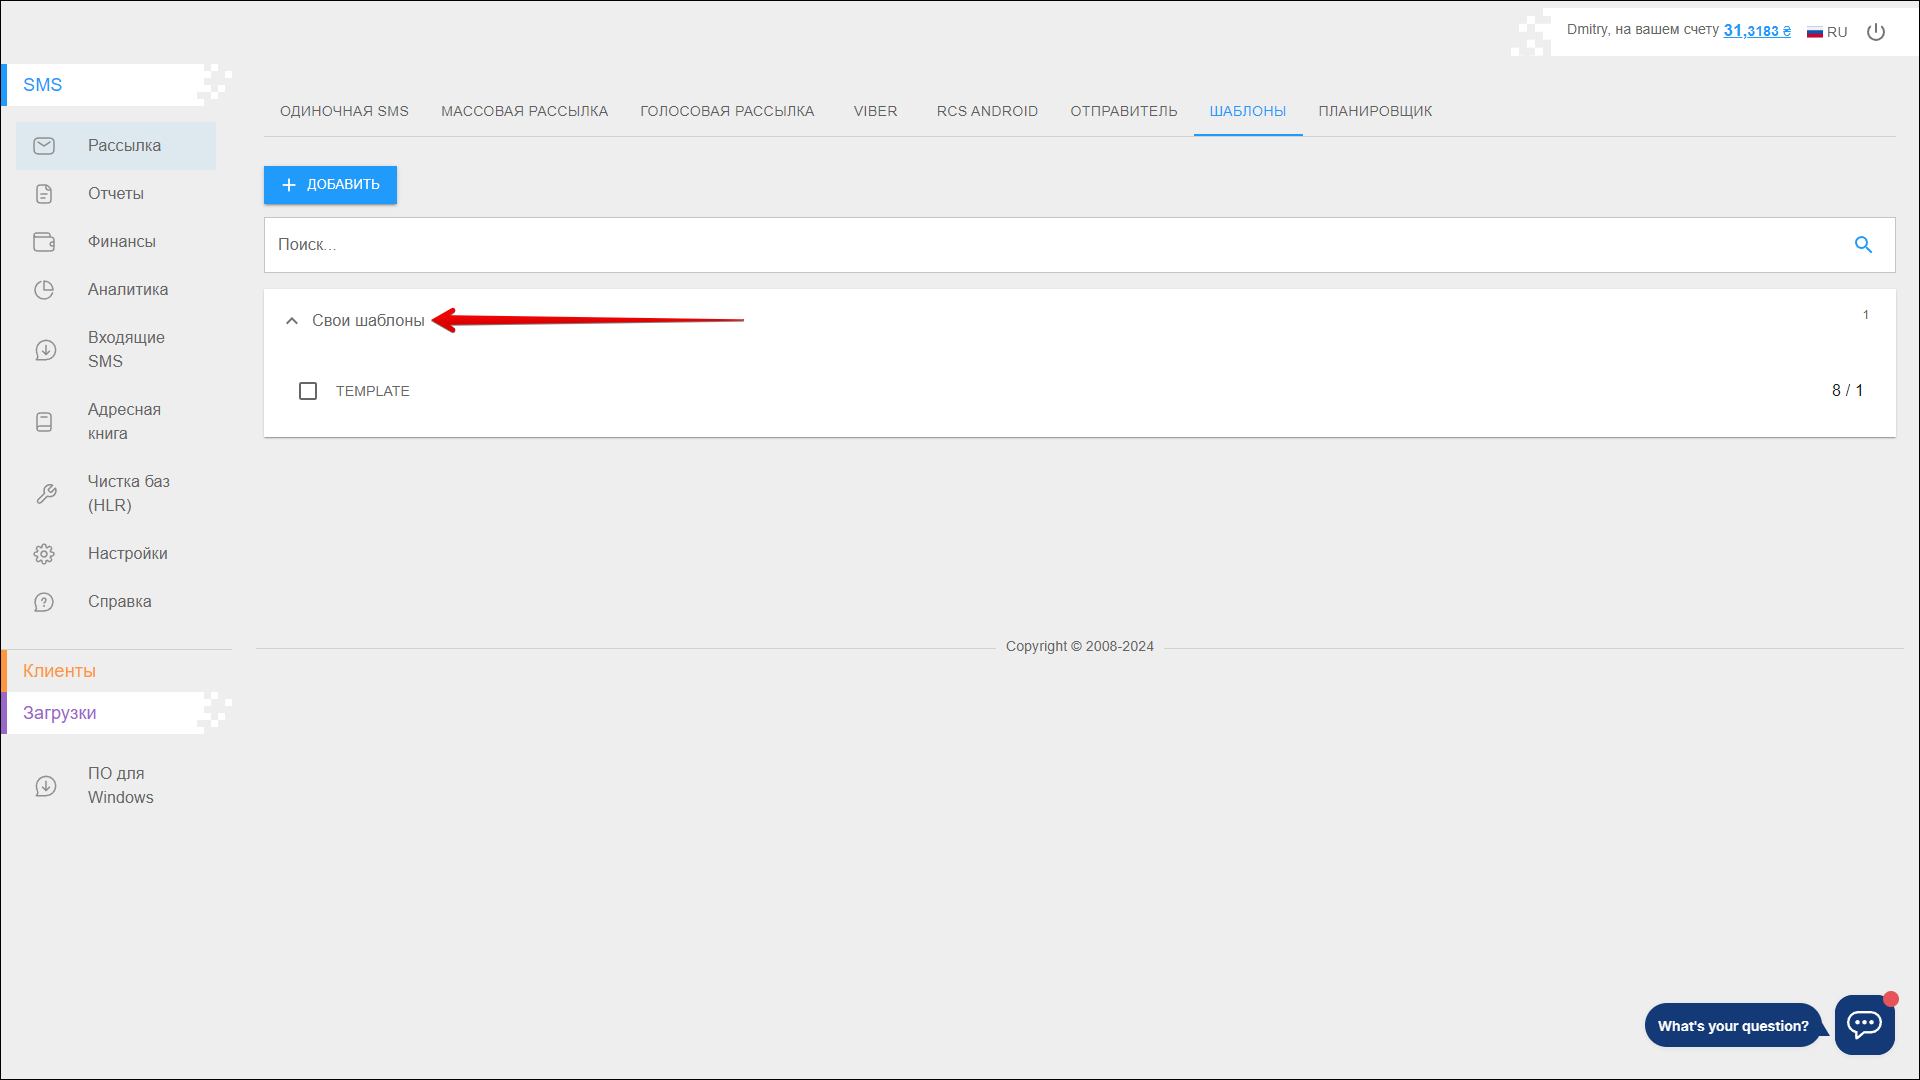 Dmitry, на вашем счету 31,3183 ₴ RU
SMS
ОДИНОЧНАЯ SMS МАССОВАЯ РАССЫЛКА ГОЛОСОВАЯ РАССЫЛКА VIBER RCS ANDROID ОТПРАВИТЕЛЬ ШАБЛОНЫ ПЛАНИРОВЩИК
Рассылка
Отчеты
Финансы
Аналитика
Входящие
SMS
Адресная
книга
Чистка баз
(HLR)
Настройки
Справка
Клиенты
Загрузки
ПО для
Windows
+ ДОБАВИТЬ
Поиск...
Свои шаблоны 1
TEMPLATE 8 / 1
Copyright © 2008-2024
What's your question?